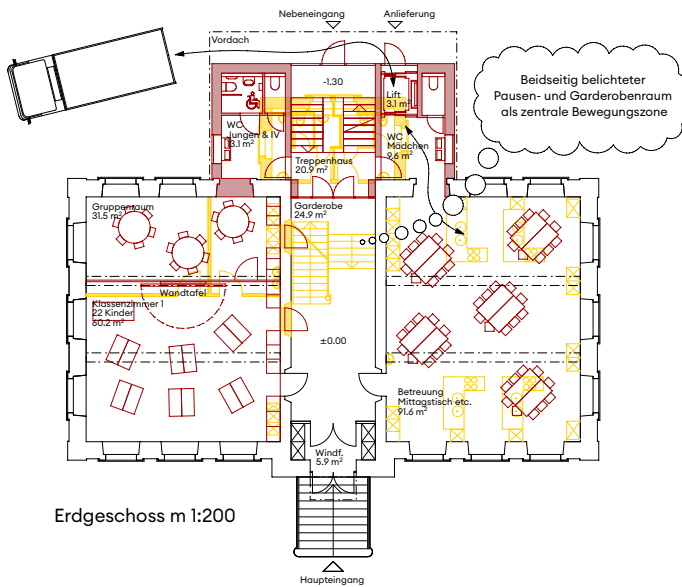 Nebeneingang
Anlieferung
Vordach
-1.30
Beidseitig belichteter
Pausen- und Garderobenraum
als zentrale Bewegungszone
Lift
3.1 m²
WC
Jungen & IV
13.1 m²
WC
Mädchen
9.6 m²
Treppenhaus
20.9 m²
Gruppenraum
31.5 m²
Garderobe
24.9 m²
Wandtafel
Klassenzimmer 1
22 Kinder
60.2 m²
±0.00
Betreuung
Mittagstisch etc.
91.6 m²
Windf.
5.9 m²
Erdgeschoss m 1:200
Haupteingang